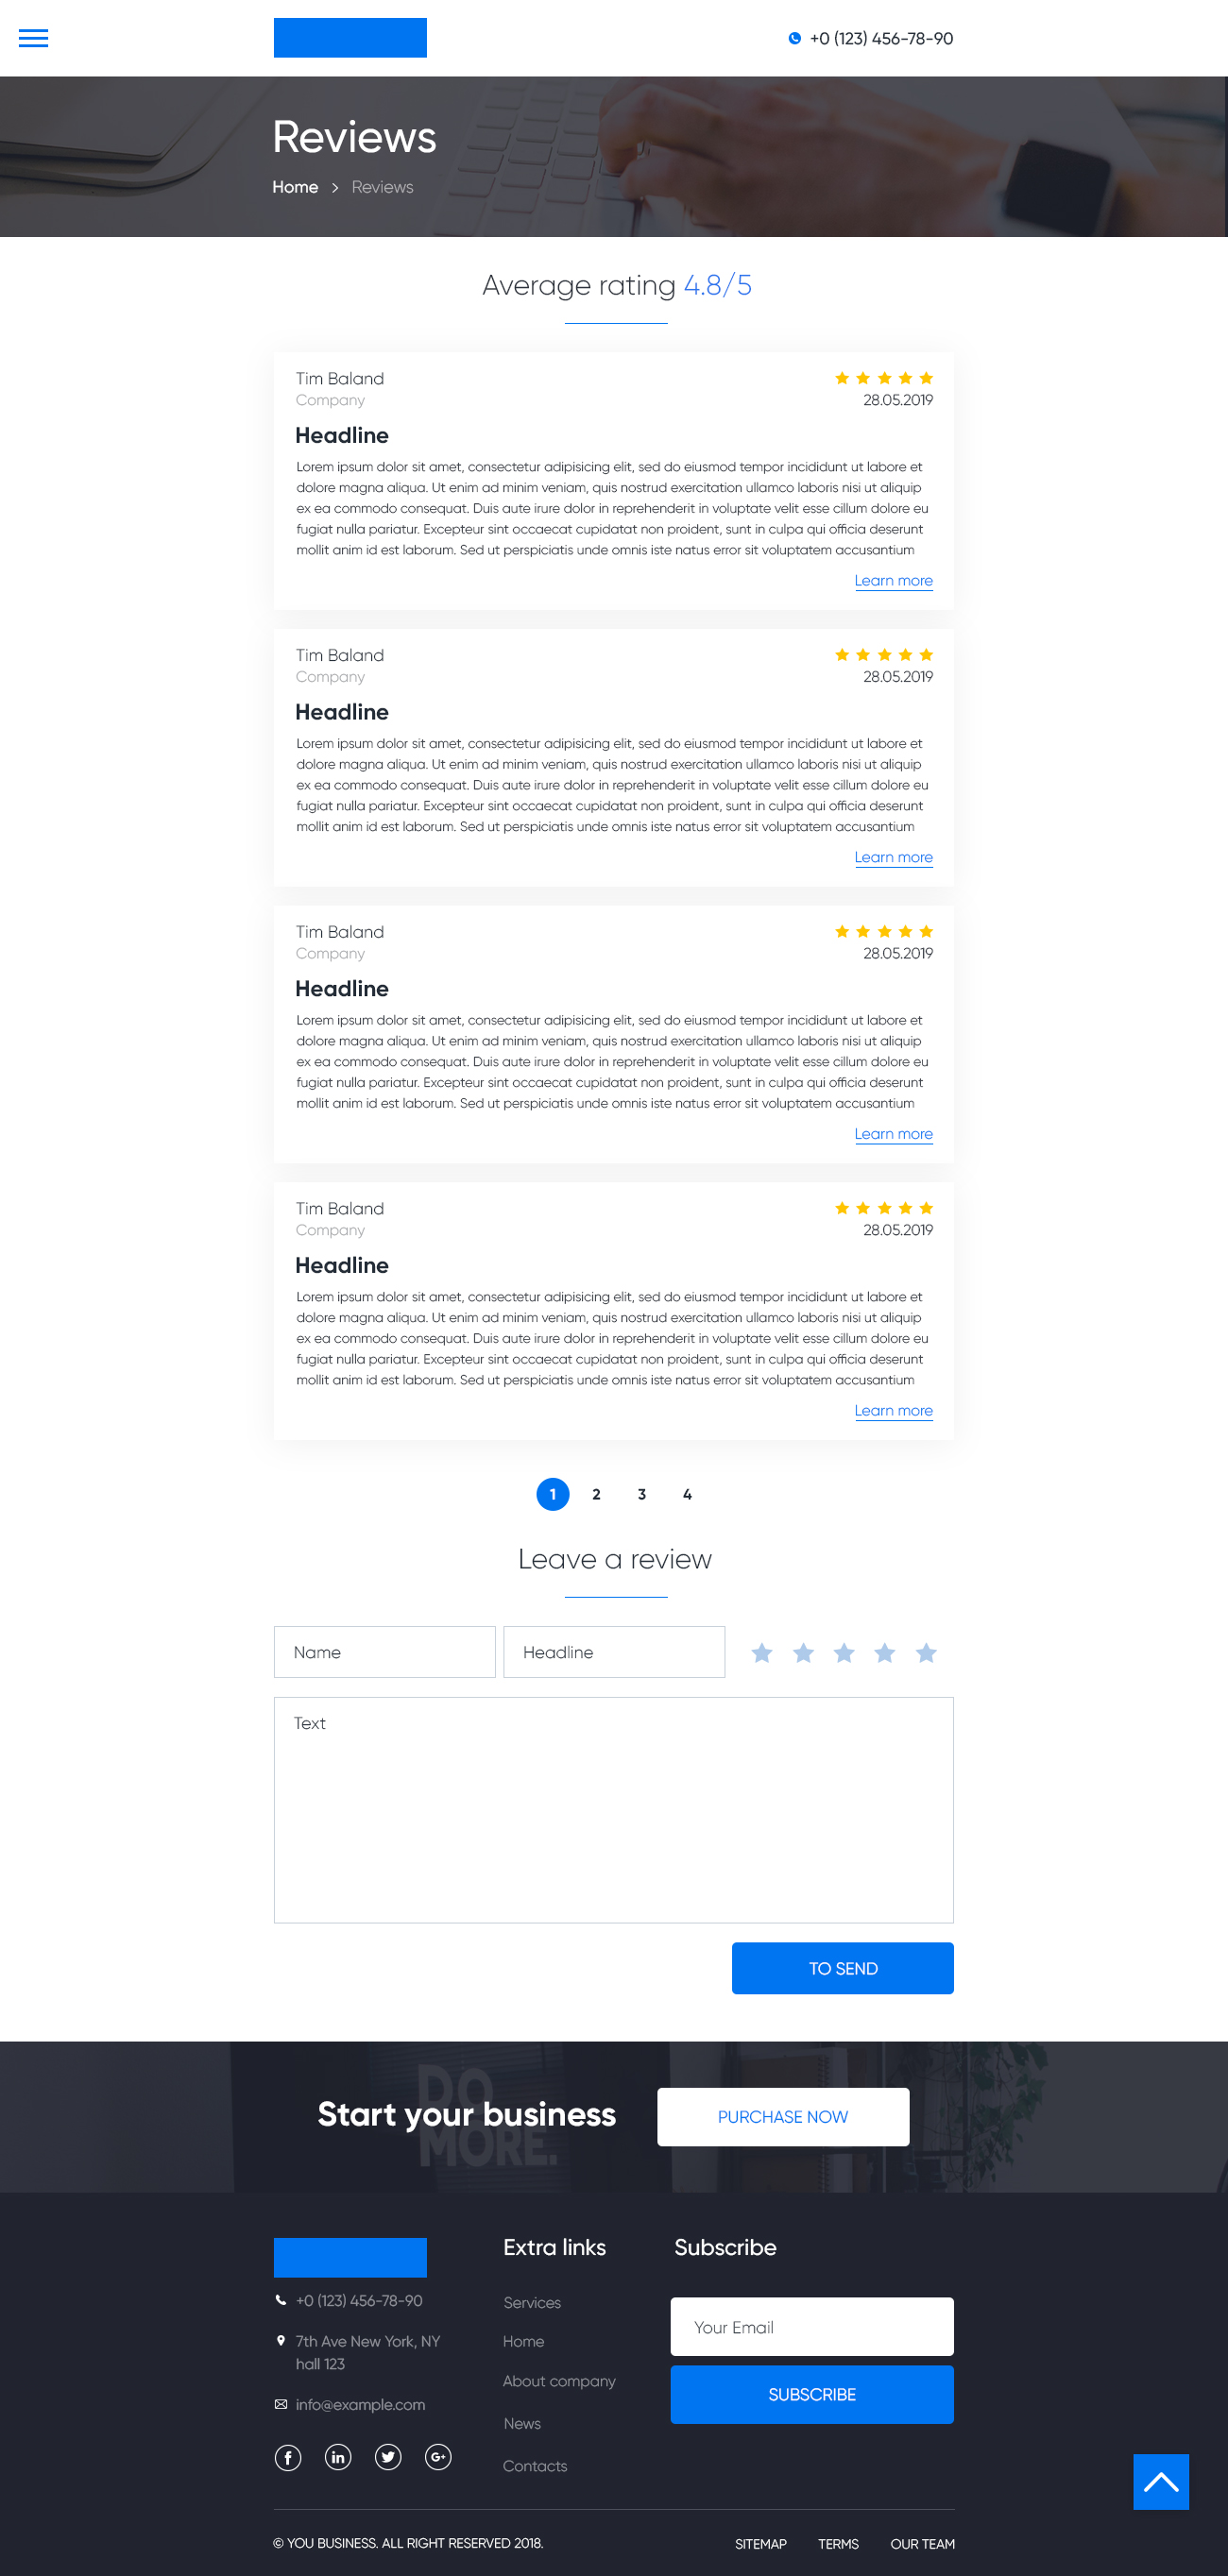 +0 (123) 456-78-90
Reviews
Home > Reviews
Average rating 4.8/5
Tim Baland
Company
28.05.2019
Headline
Lorem ipsum dolor sit amet, consectetur adipisicing elit, sed do eiusmod tempor incididunt ut labore et
dolore magna aliqua. Ut enim ad minim veniam, quis nostrud exercitation ullamco laboris nisi ut aliquip
ex ea commodo consequat. Duis aute irure dolor in reprehenderit in voluptate velit esse cillum dolore eu
fugiat nulla pariatur. Excepteur sint occaecat cupidatat non proident, sunt in culpa qui officia deserunt
mollit anim id est laborum. Sed ut perspiciatis unde omnis iste natus error sit voluptatem accusantium
Learn more
Tim Baland
Company
28.05.2019
Headline
Lorem ipsum dolor sit amet, consectetur adipisicing elit, sed do eiusmod tempor incididunt ut labore et
dolore magna aliqua. Ut enim ad minim veniam, quis nostrud exercitation ullamco laboris nisi ut aliquip
ex ea commodo consequat. Duis aute irure dolor in reprehenderit in voluptate velit esse cillum dolore eu
fugiat nulla pariatur. Excepteur sint occaecat cupidatat non proident, sunt in culpa qui officia deserunt
mollit anim id est laborum. Sed ut perspiciatis unde omnis iste natus error sit voluptatem accusantium
Learn more
Tim Baland
Company
28.05.2019
Headline
Lorem ipsum dolor sit amet, consectetur adipisicing elit, sed do eiusmod tempor incididunt ut labore et
dolore magna aliqua. Ut enim ad minim veniam, quis nostrud exercitation ullamco laboris nisi ut aliquip
ex ea commodo consequat. Duis aute irure dolor in reprehenderit in voluptate velit esse cillum dolore eu
fugiat nulla pariatur. Excepteur sint occaecat cupidatat non proident, sunt in culpa qui officia deserunt
mollit anim id est laborum. Sed ut perspiciatis unde omnis iste natus error sit voluptatem accusantium
Learn more
Tim Baland
Company
28.05.2019
Headline
Lorem ipsum dolor sit amet, consectetur adipisicing elit, sed do eiusmod tempor incididunt ut labore et
dolore magna aliqua. Ut enim ad minim veniam, quis nostrud exercitation ullamco laboris nisi ut aliquip
ex ea commodo consequat. Duis aute irure dolor in reprehenderit in voluptate velit esse cillum dolore eu
fugiat nulla pariatur. Excepteur sint occaecat cupidatat non proident, sunt in culpa qui officia deserunt
mollit anim id est laborum. Sed ut perspiciatis unde omnis iste natus error sit voluptatem accusantium
Learn more
1 2 3 4
Leave a review
Name Headline
Text
TO SEND
DO
MORE.
Start your business
PURCHASE NOW
+0 (123) 456-78-90
7th Ave New York, NY
hall 123
info@example.com
f in G+
Extra links
Services
Home
About company
News
Contacts
Subscribe
Your Email
SUBSCRIBE
© YOU BUSINESS. ALL RIGHT RESERVED 2018.
SITEMAP TERMS OUR TEAM